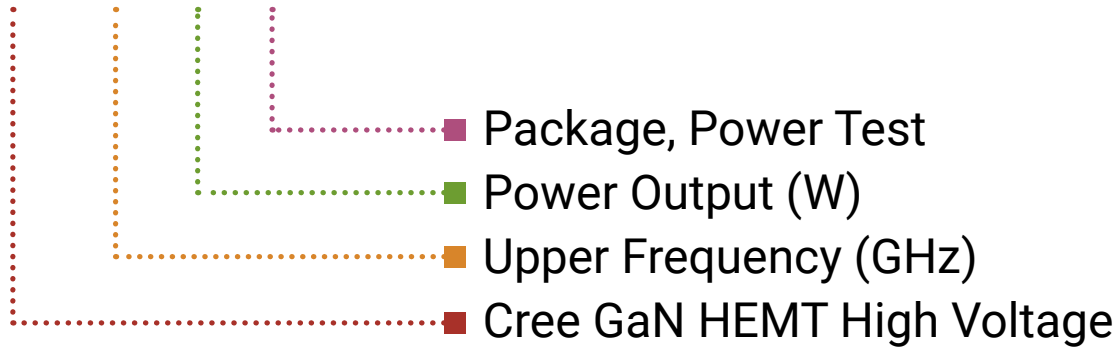 Package, Power Test
Power Output (W)
Upper Frequency (GHz)
Cree GaN HEMT High Voltage